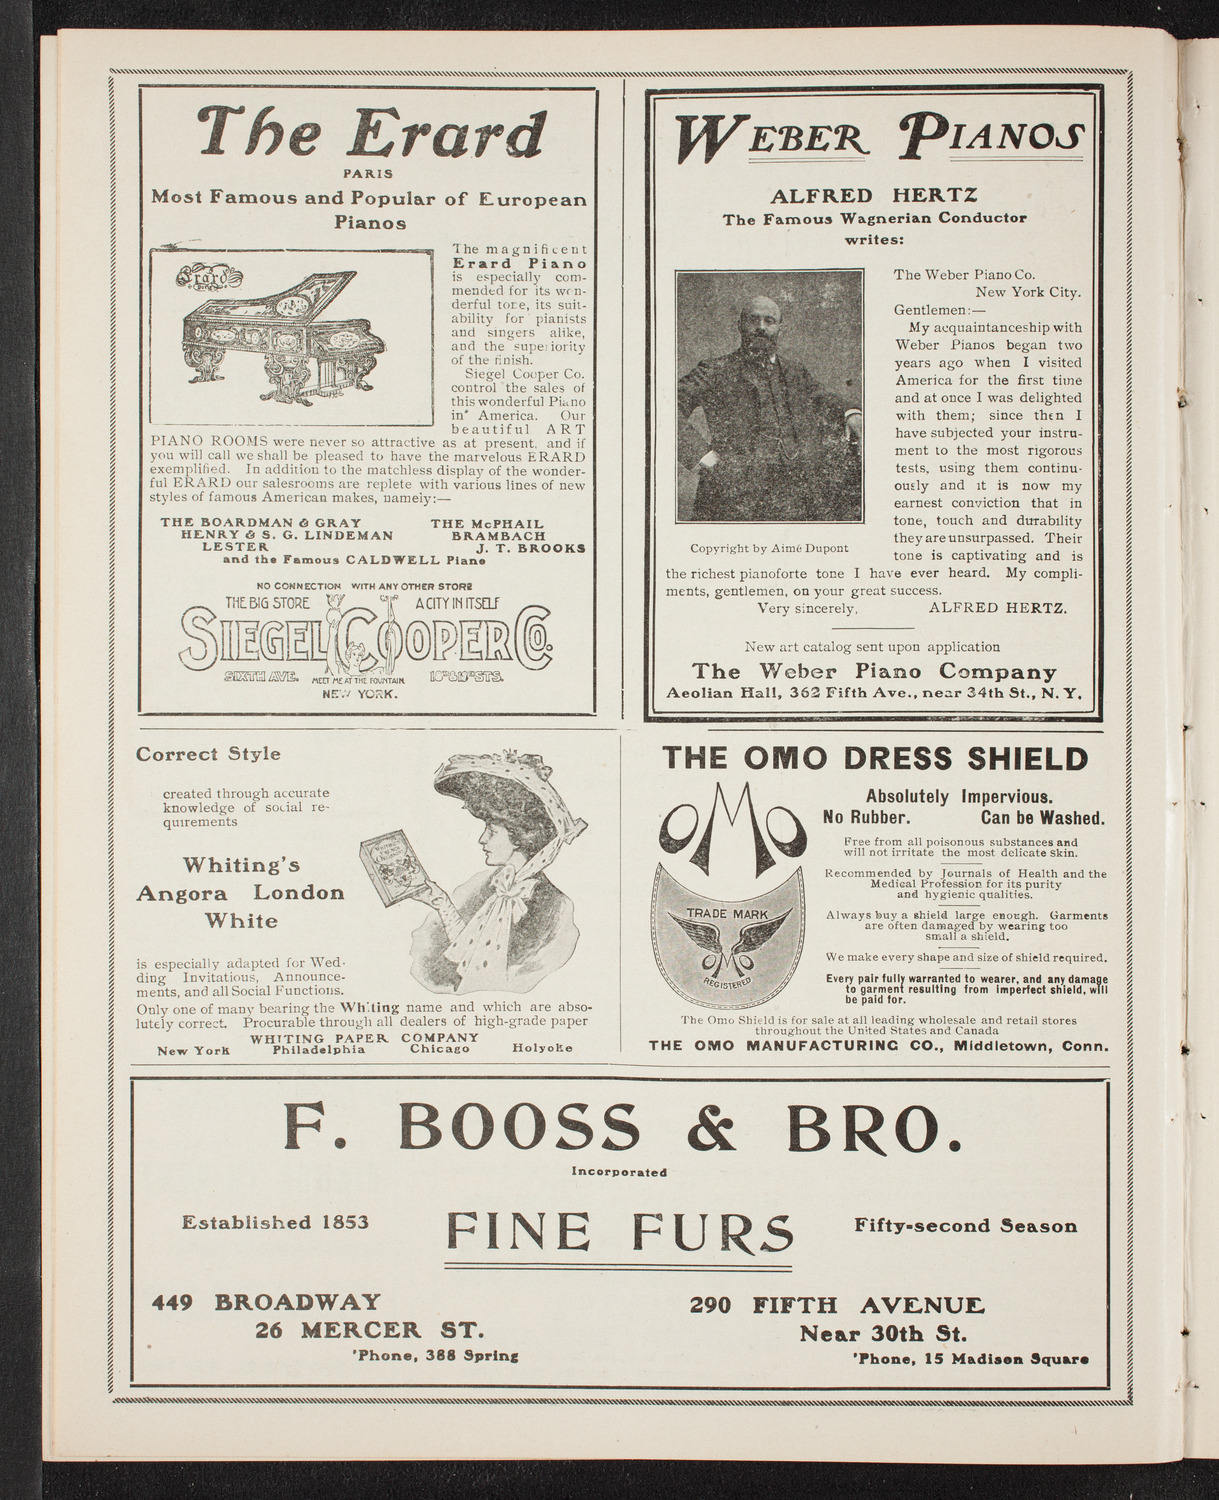 The Erard
PARIS
Most Famous and Popular of European
Pianos
Erard
The magnificent
Erard Piano
is especially com-
mended for its won-
derful tone, its suit-
ability for pianists
and singers alike,
and the superiority
of the finish.
Siegel Cooper Co.
control the sales of
this wonderful Piano
in America. Our
beautiful ART
PIANO ROOMS were never so attractive as at present, and if
you will call we shall be pleased to have the marvelous ERARD
exemplified. In addition to the matchless display of the wonder-
ful ERARD our salesrooms are replete with various lines of new
styles of famous American makes, namely:—
THE BOARDMAN & GRAY THE McPHAIL
HENRY & S. G. LINDEMAN BRAMBACH
LESTER J. T. BROOKS
and the Famous CALDWELL Piano
NO CONNECTION WITH ANY OTHER STORE
THE BIG STORE A CITY IN ITSELF
SIEGEL COOPER CO.
SIXTH AVE. MEET ME AT THE FOUNTAIN 18TH & 19TH STS.
NEW YORK.
WEBER PIANOS
ALFRED HERTZ
The Famous Wagnerian Conductor
writes:
The Weber Piano Co.
New York City.
Gentlemen:—
My acquaintanceship with
Weber Pianos began two
years ago when I visited
America for the first time
and at once I was delighted
with them; since then I
have subjected your instru-
ment to the most rigorous
tests, using them continu-
ously and it is now my
earnest conviction that in
tone, touch and durability
they are unsurpassed. Their
tone is captivating and is
Copyright by Aimé Dupont
the richest pianoforte tone I have ever heard. My compli-
ments, gentlemen, on your great success.
Very sincerely, ALFRED HERTZ.
New art catalog sent upon application
The Weber Piano Company
Aeolian Hall, 362 Fifth Ave., near 34th St., N. Y.
Correct Style
created through accurate
knowledge of social re-
quirements
Whiting's
Angora London
White
is especially adapted for Wed-
ding Invitations, Announce-
ments, and all Social Functions.
Only one of many bearing the Whiting name and which are abso-
lutely correct. Procurable through all dealers of high-grade paper
WHITING PAPER COMPANY
New York Philadelphia Chicago Holyoke
THE OMO DRESS SHIELD
OMO
TRADE MARK
OMO
REGISTERED
Absolutely Impervious.
No Rubber. Can be Washed.
Free from all poisonous substances and
will not irritate the most delicate skin.
Recommended by Journals of Health and the
Medical Profession for its purity
and hygienic qualities.
Always buy a shield large enough. Garments
are often damaged by wearing too
small a shield.
We make every shape and size of shield required.
Every pair fully warranted to wearer, and any damage
to garment resulting from imperfect shield, will
be paid for.
The Omo Shield is for sale at all leading wholesale and retail stores
throughout the United States and Canada
THE OMO MANUFACTURING CO., Middletown, Conn.
F. BOOSS & BRO.
Incorporated
Established 1853 FINE FURS Fifty-second Season
449 BROADWAY
26 MERCER ST.
'Phone, 388 Spring
290 FIFTH AVENUE
Near 30th St.
'Phone, 15 Madison Square